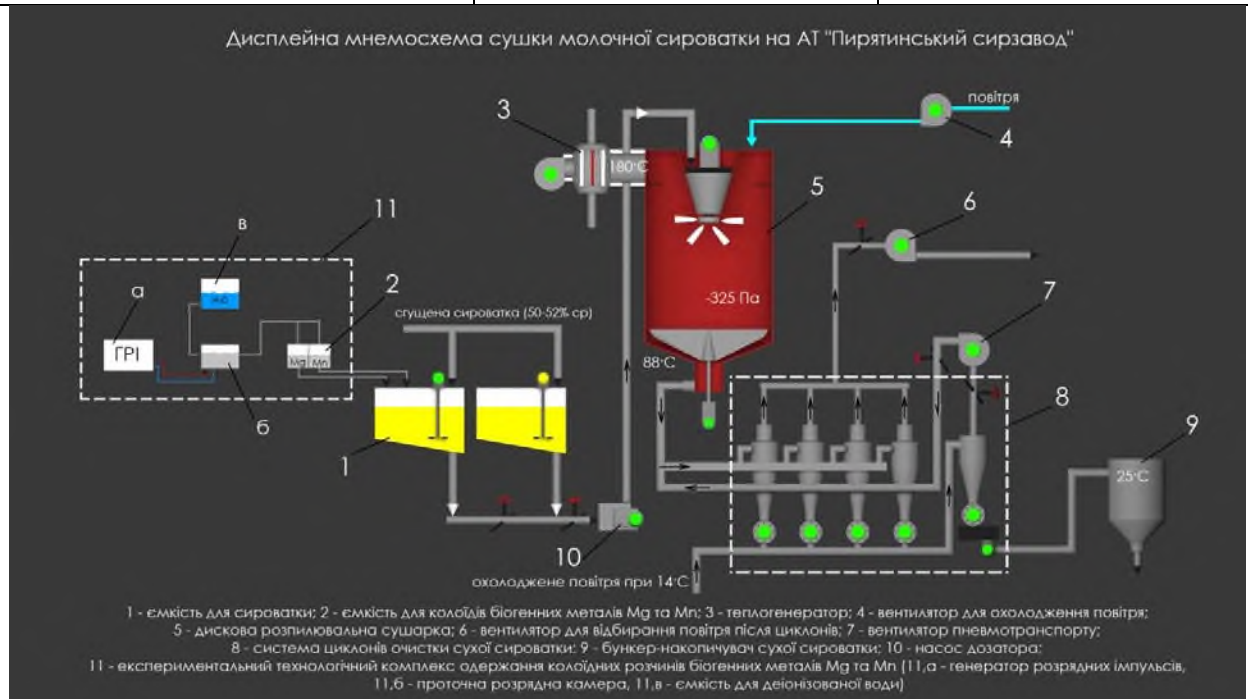 Дисплейна мнемосхема сушки молочної сироватки на АТ "Пирятинський сирзавод"
повітря
3
4
180°C
5
6
в
11
а
2
-325 Па
7
сгущена сироватка (50-52% ср)
ГРІ
Mg Mn
88°C
8
б
9
1
25°C
10
охолоджене повітря при 14°C
1 - ємкість для сироватки; 2 - ємкість для колоїдів біогенних металів Mg та Mn; 3 - теплогенератор; 4 - вентилятор для охолодження повітря;
5 - дискова розпилювальна сушарка; 6 - вентилятор для відбирання повітря після циклонів; 7 - вентилятор пневмотранспорту;
8 - система циклонів очистки сухої сироватки; 9 - бункер-накопичувач сухої сироватки; 10 - насос дозатора;
11 - експериментальний технологічний комплекс одержання колоїдних розчинів біогенних металів Mg та Mn (11,а - генератор розрядних імпульсів,
11,б - проточна розрядна камера, 11,в - ємкість для деіонізованої води)